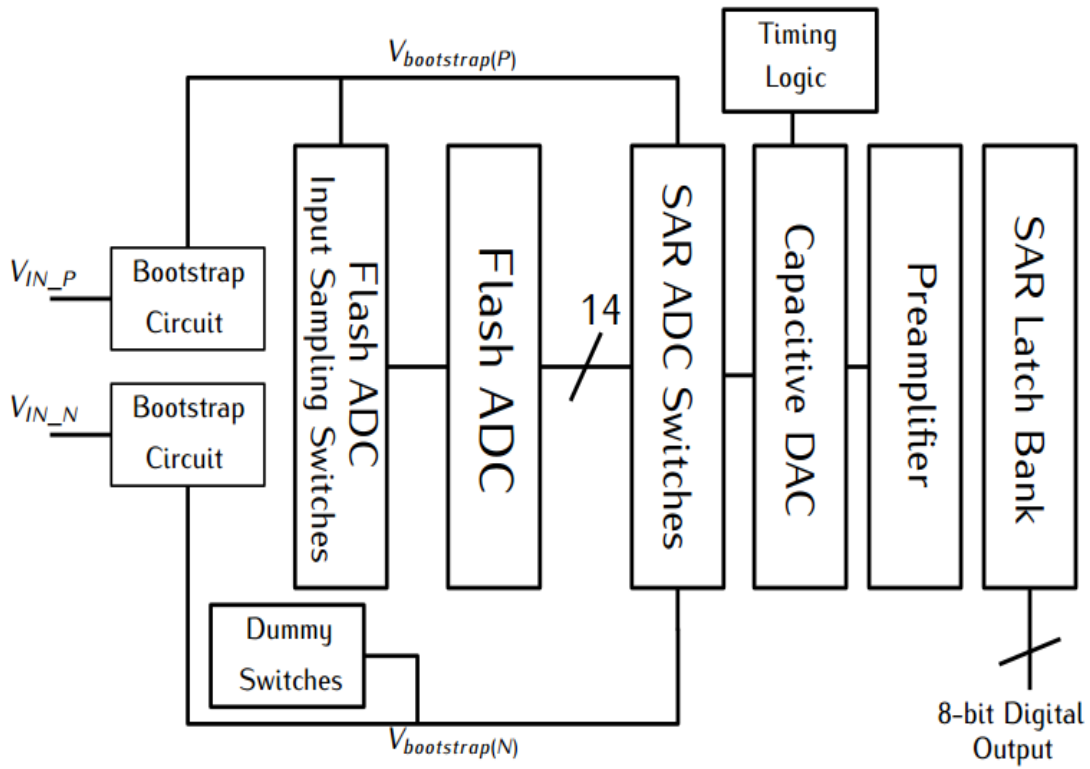 V_bootstrap(P)
Timing
Logic
V_IN_P
Bootstrap
Circuit
V_IN_N
Bootstrap
Circuit
Flash ADC
Input Sampling Switches
Flash ADC
14
SAR ADC Switches
Capacitive DAC
Preamplifier
SAR Latch Bank
Dummy
Switches
V_bootstrap(N)
8-bit Digital
Output